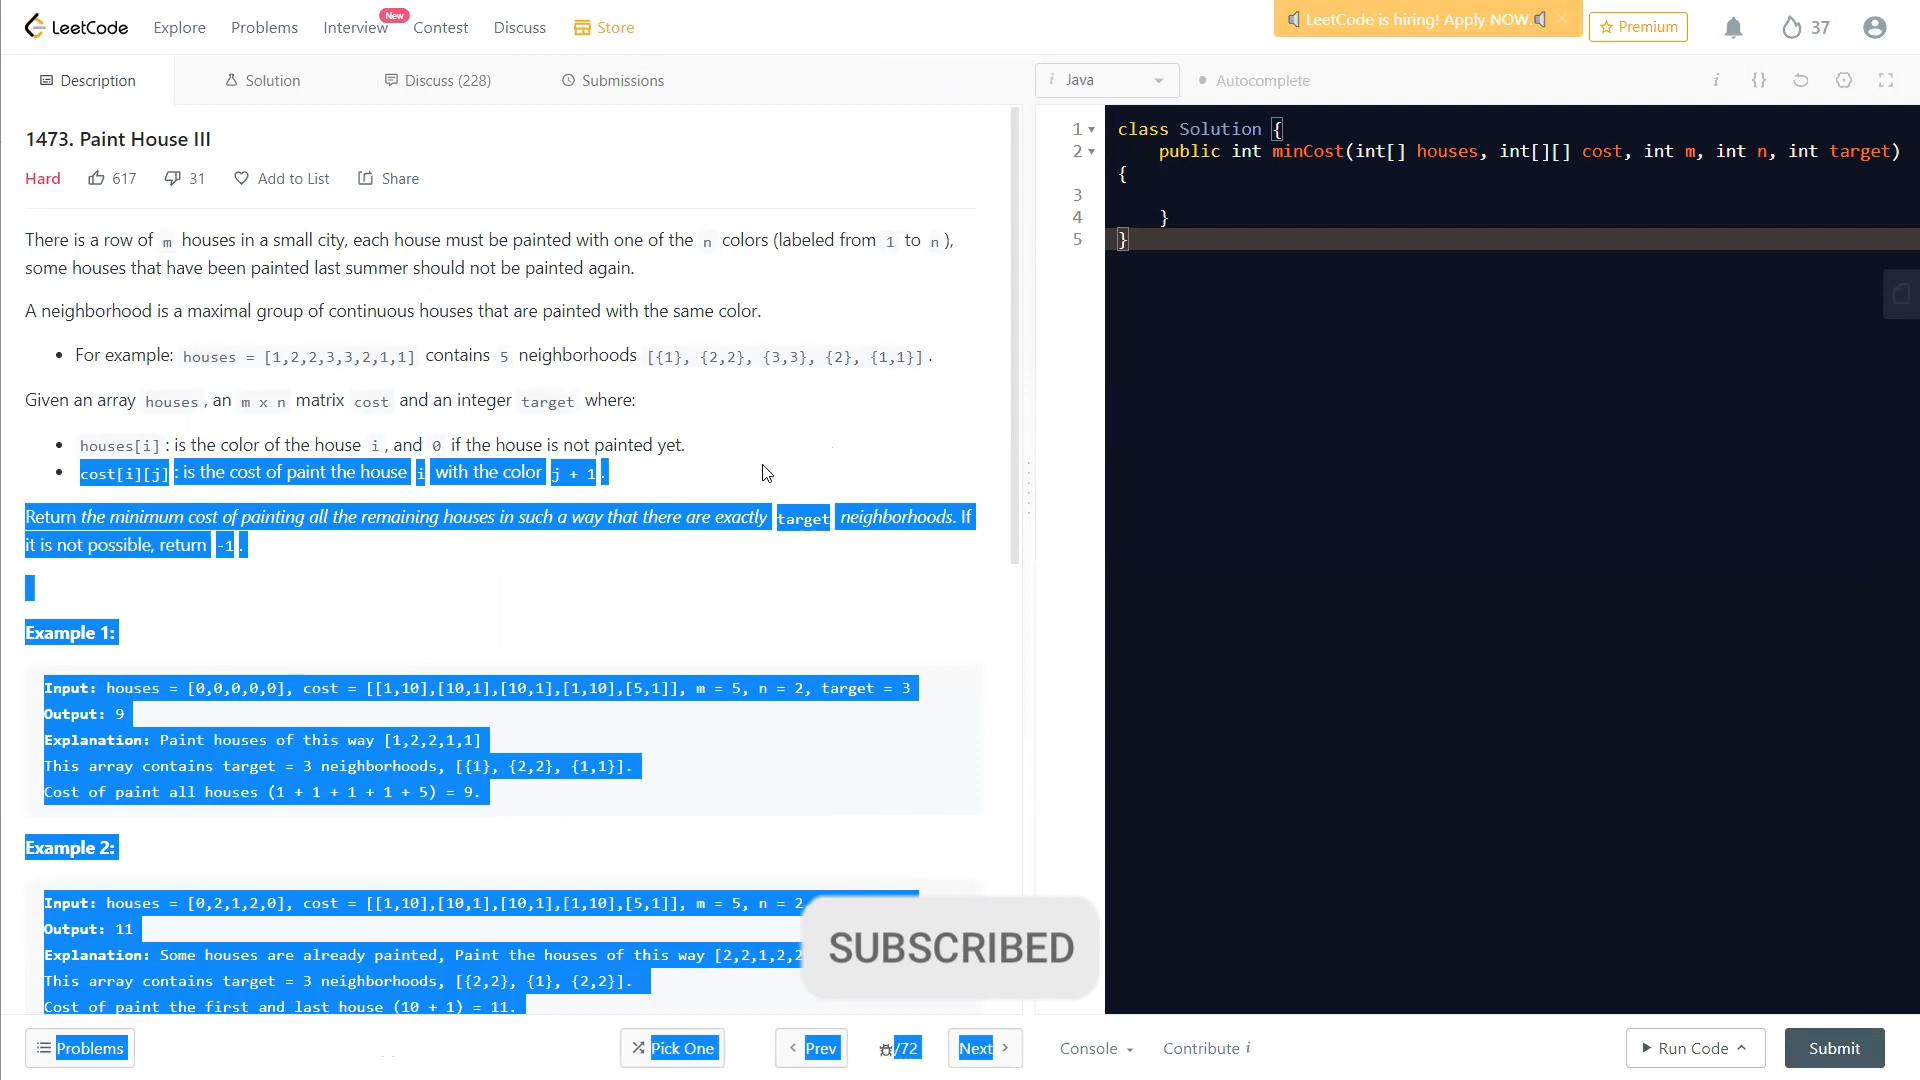 LeetCode Explore Problems Interview New Contest Discuss Store LeetCode is hiring! Apply NOW. Premium 37
Description Solution Discuss (228) Submissions i Java Autocomplete i {}
1473. Paint House III
Hard 617 31 Add to List Share
There is a row of m houses in a small city, each house must be painted with one of the n colors (labeled from 1 to n),
some houses that have been painted last summer should not be painted again.
A neighborhood is a maximal group of continuous houses that are painted with the same color.
• For example: houses = [1,2,2,3,3,2,1,1] contains 5 neighborhoods [{1}, {2,2}, {3,3}, {2}, {1,1}].
Given an array houses, an m x n matrix cost and an integer target where:
• houses[i]: is the color of the house i, and 0 if the house is not painted yet.
• cost[i][j]: is the cost of paint the house i with the color j + 1.
Return the minimum cost of painting all the remaining houses in such a way that there are exactly target neighborhoods. If
it is not possible, return -1.
Example 1:
Input: houses = [0,0,0,0,0], cost = [[1,10],[10,1],[10,1],[1,10],[5,1]], m = 5, n = 2, target = 3
Output: 9
Explanation: Paint houses of this way [1,2,2,1,1]
This array contains target = 3 neighborhoods, [{1}, {2,2}, {1,1}].
Cost of paint all houses (1 + 1 + 1 + 1 + 5) = 9.
Example 2:
Input: houses = [0,2,1,2,0], cost = [[1,10],[10,1],[10,1],[1,10],[5,1]], m = 5, n = 2,
Output: 11
Explanation: Some houses are already painted, Paint the houses of this way [2,2,1,2,2
This array contains target = 3 neighborhoods, [{2,2}, {1}, {2,2}].
Cost of paint the first and last house (10 + 1) = 11.
SUBSCRIBED
1 class Solution {
2 public int minCost(int[] houses, int[][] cost, int m, int n, int target)
{
3
4 }
5 }
Problems Pick One < Prev /72 Next > Console Contribute i Run Code Submit